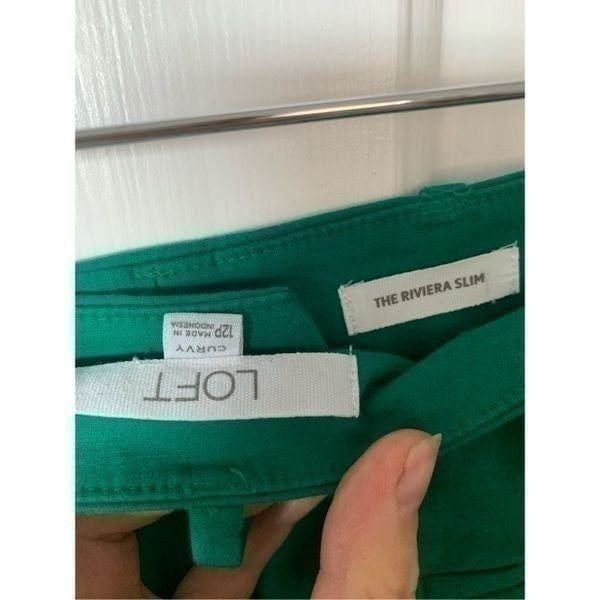 THE RIVIERA SLIM
LOFT
CURVY
12P MADE IN
INDONESIA